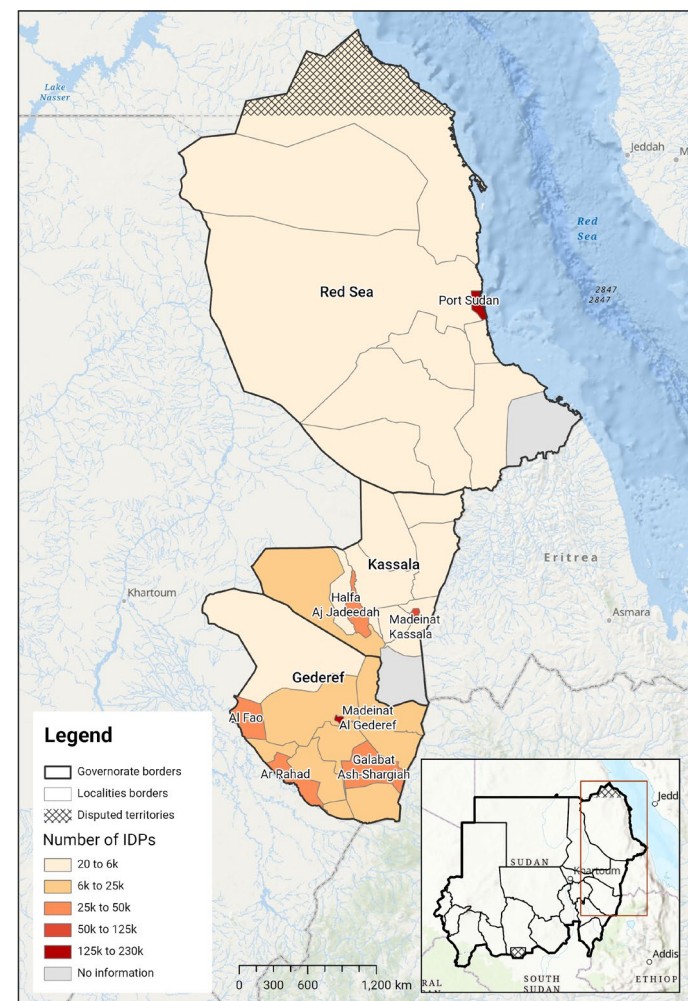 Lake
Nasser
Jeddah
M
Red
Sea
2847
2847
Red Sea
Port Sudan
Eritrea
Kassala
Khartoum
Halfa
Aj Jadeedah
Madeinat
Kassala
Asmara
Gederef
Al Fao
Madeinat
Al Gederef
Galabat
Ash-Shargiah
Ar Rahad
Legend
Governorate borders
Localities borders
Disputed territories
Number of IDPs
20 to 6k
6k to 25k
25k to 50k
50k to 125k
125k to 230k
No information
0 300 600 1,200 km
Jedd
SUDAN
Khartoum
Addis
RAL
SOUTH
SUDAN
ETHIOP